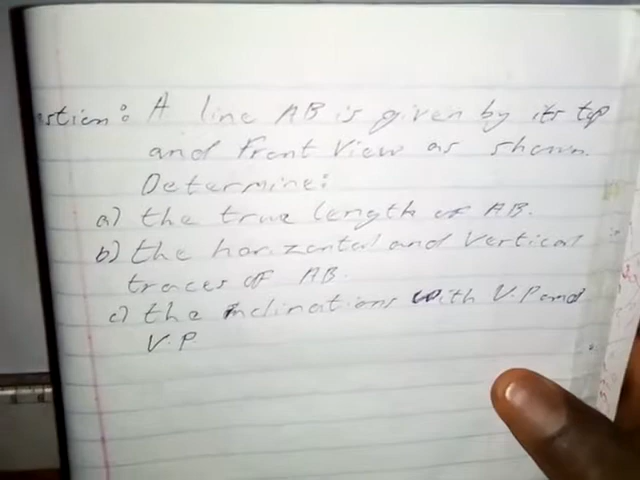 stion: A line AB is given by its top
and Front View as shown.
Determine:
a) the true length of AB.
b) the horizontal and Vertical
traces of AB.
c) the inclinations with V.P and
V.P